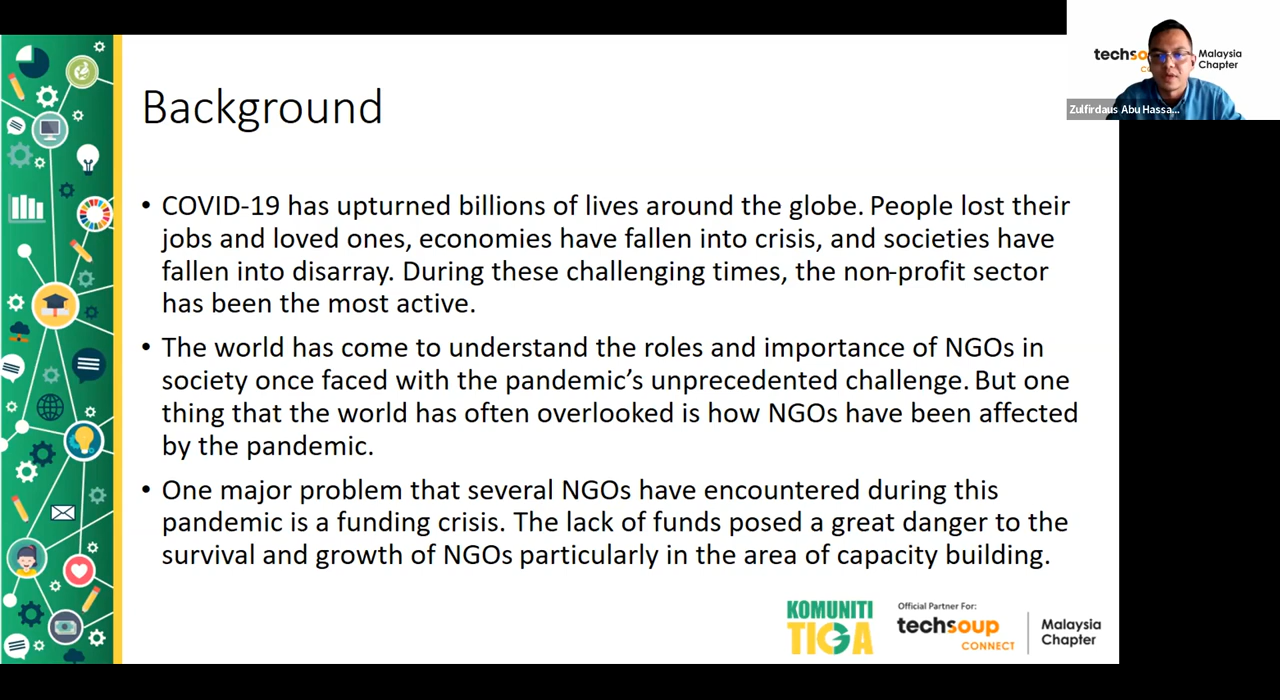 techso
Malaysia
Chapter
Zulfirdaus Abu Hassa...
Background
• COVID-19 has upturned billions of lives around the globe. People lost their
jobs and loved ones, economies have fallen into crisis, and societies have
fallen into disarray. During these challenging times, the non-profit sector
has been the most active.
• The world has come to understand the roles and importance of NGOs in
society once faced with the pandemic’s unprecedented challenge. But one
thing that the world has often overlooked is how NGOs have been affected
by the pandemic.
• One major problem that several NGOs have encountered during this
pandemic is a funding crisis. The lack of funds posed a great danger to the
survival and growth of NGOs particularly in the area of capacity building.
KOMUNITI
TIGA
Official Partner For:
techsoup
CONNECT
Malaysia
Chapter